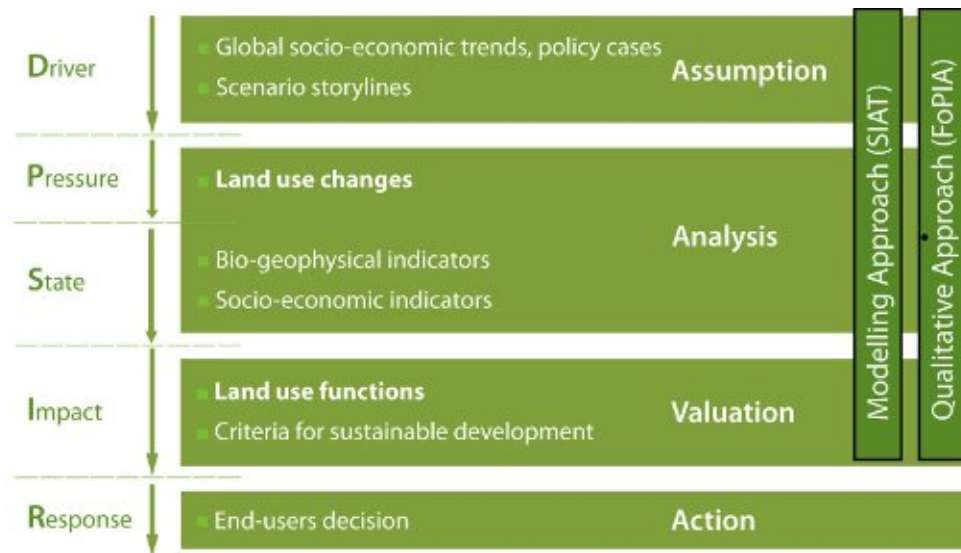 Driver
Global socio-economic trends, policy cases
Scenario storylines
Assumption
Pressure
Land use changes
State
Bio-geophysical indicators
Socio-economic indicators
Analysis
Impact
Land use functions
Criteria for sustainable development
Valuation
Response
End-users decision
Action
Modelling Approach (SIAT)
Qualitative Approach (FoPIA)